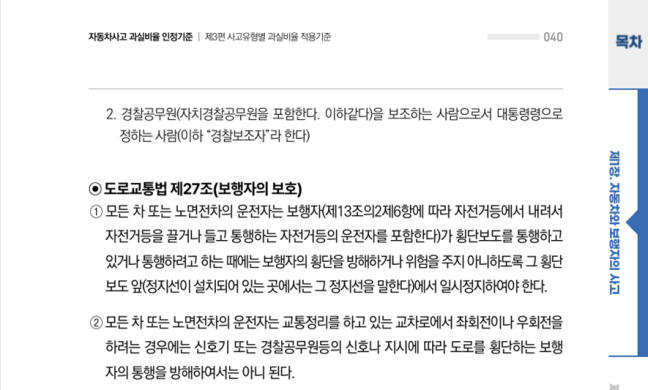 자동차사고 과실비율 인정기준 | 제3편 사고유형별 과실비율 적용기준
040
목차
2. 경찰공무원(자치경찰공무원을 포함한다. 이하같다)을 보조하는 사람으로서 대통령령으로
정하는 사람(이하 “경찰보조자”라 한다)
◉ 도로교통법 제27조(보행자의 보호)
① 모든 차 또는 노면전차의 운전자는 보행자(제13조의2제6항에 따라 자전거등에서 내려서
자전거등을 끌거나 들고 통행하는 자전거등의 운전자를 포함한다)가 횡단보도를 통행하고
있거나 통행하려고 하는 때에는 보행자의 횡단을 방해하거나 위험을 주지 아니하도록 그 횡단
보도 앞(정지선이 설치되어 있는 곳에서는 그 정지선을 말한다)에서 일시정지하여야 한다.
② 모든 차 또는 노면전차의 운전자는 교통정리를 하고 있는 교차로에서 좌회전이나 우회전을
하려는 경우에는 신호기 또는 경찰공무원등의 신호나 지시에 따라 도로를 횡단하는 보행
자의 통행을 방해하여서는 아니 된다.
제1장. 자동차와 보행자의 사고